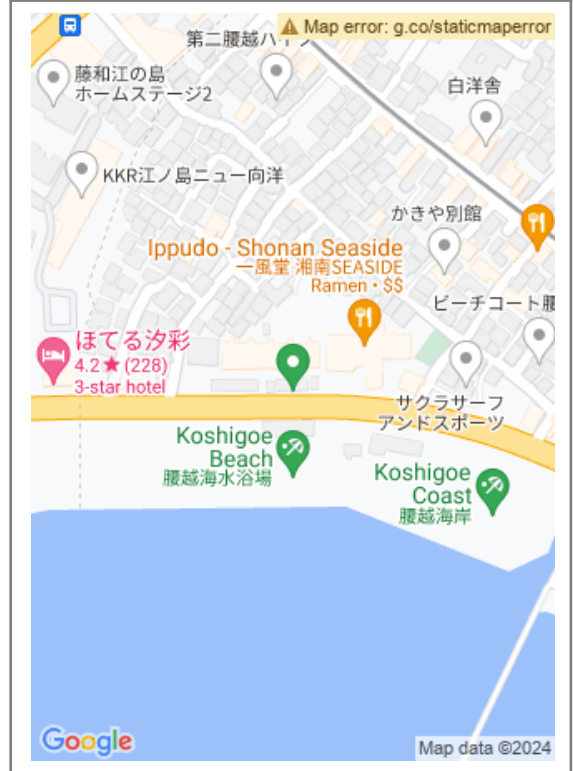 Map error: g.co/staticmaperror
第二腰越ハイツ
藤和江の島
ホームステージ2
白洋舎
KKR江ノ島ニュー向洋
かきや別館
Ippudo - Shonan Seaside
一風堂 湘南SEASIDE
Ramen • $$
ビーチコート腰
ほてる汐彩
4.2★(228)
3-star hotel
サクラサーフ
アンドスポーツ
Koshigoe
Beach
腰越海水浴場
Koshigoe
Coast
腰越海岸
Google
Map data ©2024